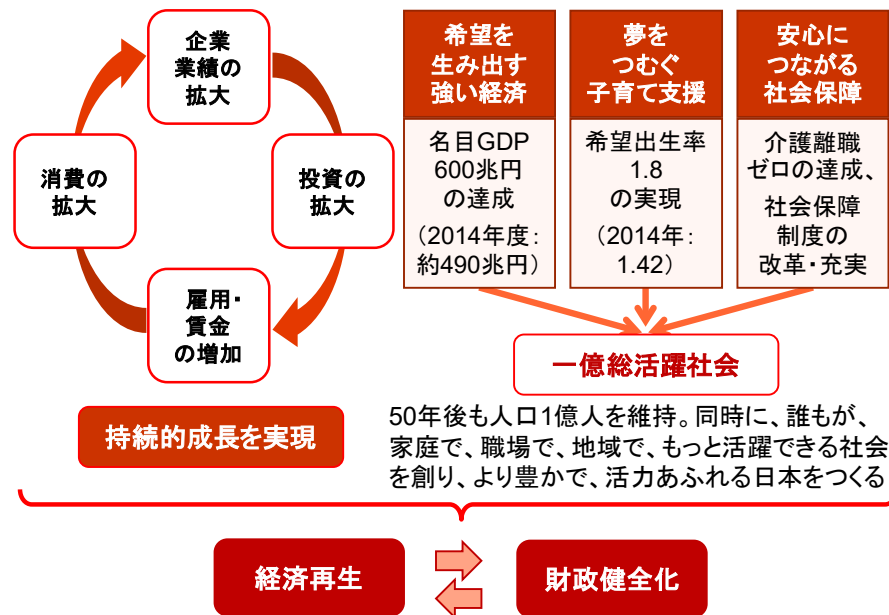 企業
業績の
拡大
投資の
拡大
雇用・
賃金
の増加
消費の
拡大
持続的成長を実現
希望を
生み出す
強い経済
名目GDP
600兆円
の達成
（2014年度：
約490兆円）
夢を
つむぐ
子育て支援
希望出生率
1.8
の実現
（2014年：
1.42）
安心に
つながる
社会保障
介護離職
ゼロの達成、
社会保障
制度の
改革・充実
一億総活躍社会
50年後も人口1億人を維持。同時に、誰もが、
家庭で、職場で、地域で、もっと活躍できる社会
を創り、より豊かで、活力あふれる日本をつくる
経済再生
財政健全化